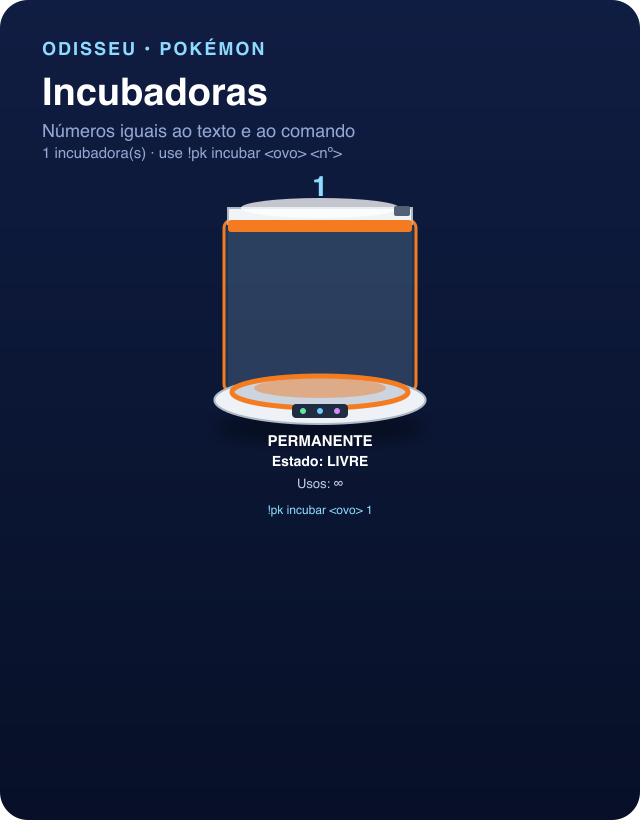 ODISSEU • POKÉMON
Incubadoras
Números iguais ao texto e ao comando
1 incubadora(s) · use !pk incubar <ovo> <nº>
1
PERMANENTE
Estado: LIVRE
Usos: ∞
!pk incubar <ovo> 1